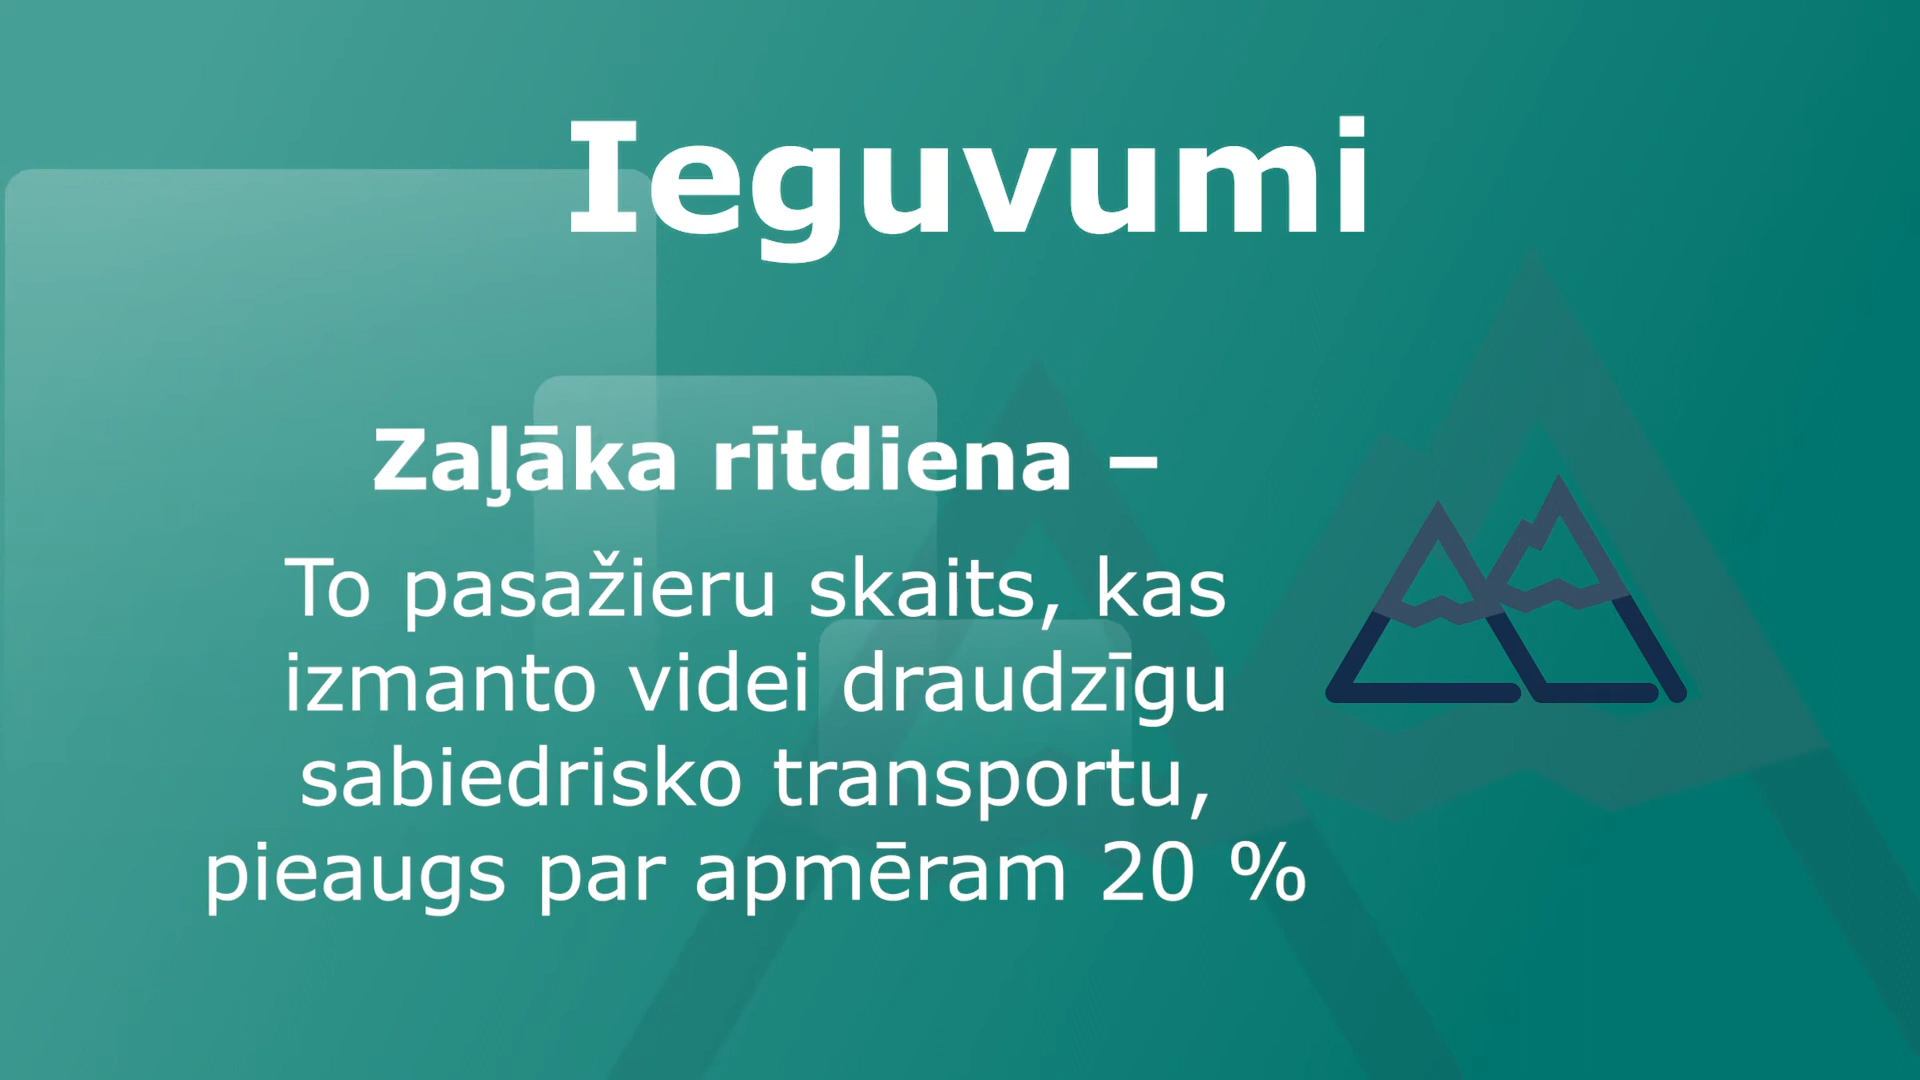 Ieguvumi
Zaļāka rītdiena –
To pasažieru skaits, kas
izmanto videi draudzīgu
sabiedrisko transportu,
pieaugs par apmēram 20 %